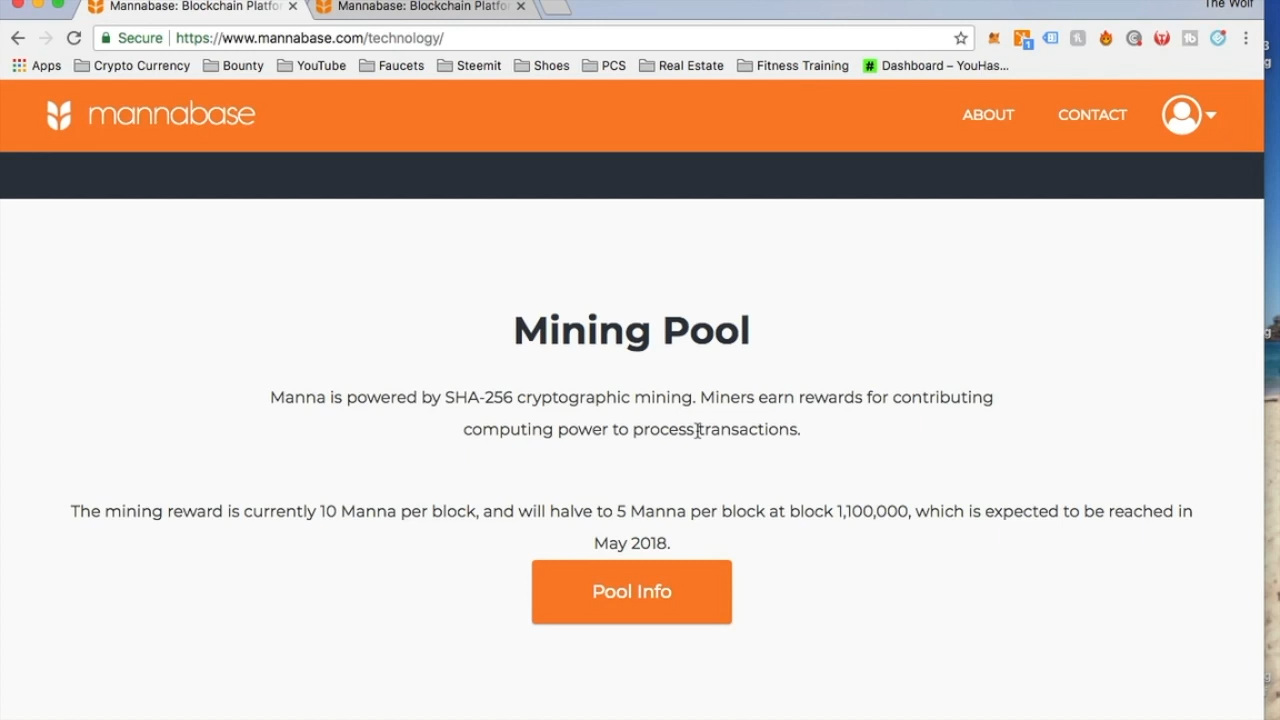 Mannabase: Blockchain Platfo
Mannabase: Blockchain Platfo
The Wolf
Secure
https://www.mannabase.com/technology/
1
Apps
Crypto Currency
Bounty
YouTube
Faucets
Steemit
Shoes
PCS
Real Estate
Fitness Training
# Dashboard – YouHas...
mannabase
ABOUT
CONTACT
Mining Pool
Manna is powered by SHA-256 cryptographic mining. Miners earn rewards for contributing
computing power to process transactions.
The mining reward is currently 10 Manna per block, and will halve to 5 Manna per block at block 1,100,000, which is expected to be reached in
May 2018.
Pool Info